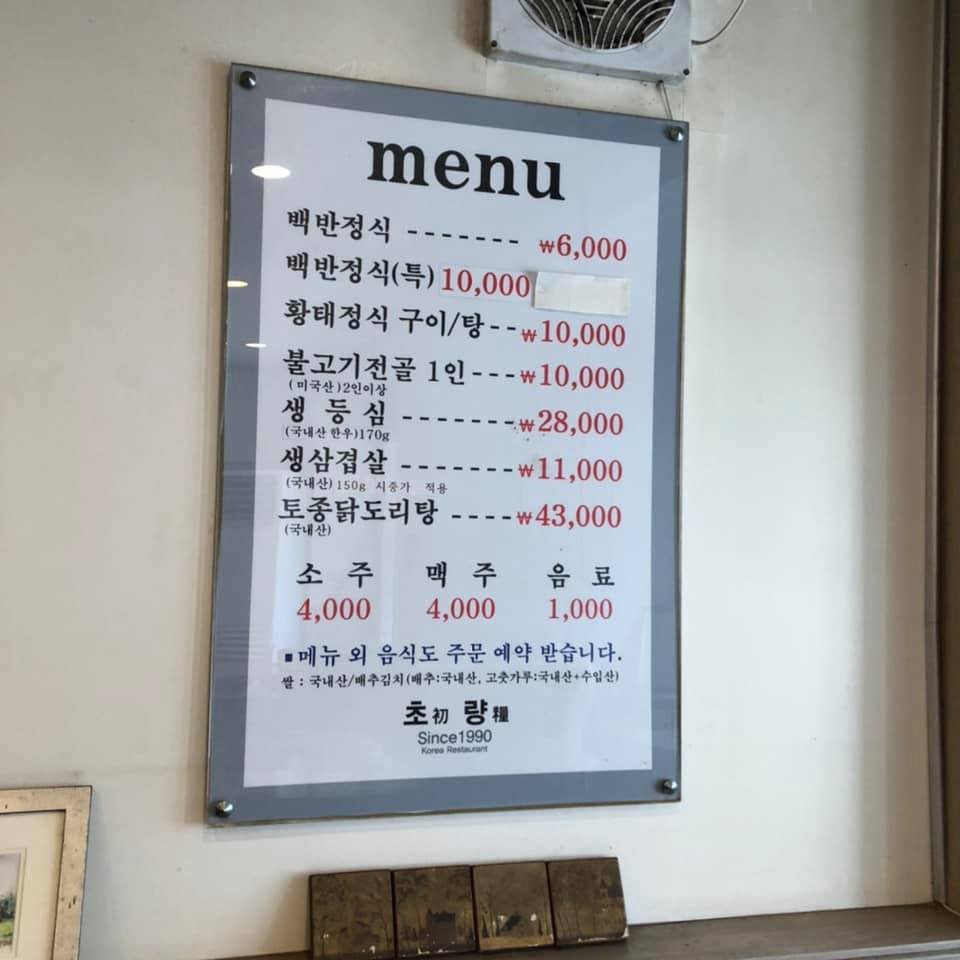 menu
백반정식 ------- ₩6,000
백반정식(특) 10,000
황태정식 구이/탕--₩10,000
불고기전골 1인---₩10,000
(미국산)2인이상
생 등 심 -------₩28,000
(국내산 한우)170g
생삼겹살 -------₩11,000
(국내산) 150g 시중가 적용
토종닭도리탕 ----₩43,000
(국내산)
소 주 맥 주 음 료
4,000 4,000 1,000
■메뉴 외 음식도 주문 예약 받습니다.
쌀 : 국내산/배추김치(배추:국내산, 고춧가루:국내산+수입산)
초初 량糧
Since1990
Korea Restaurant